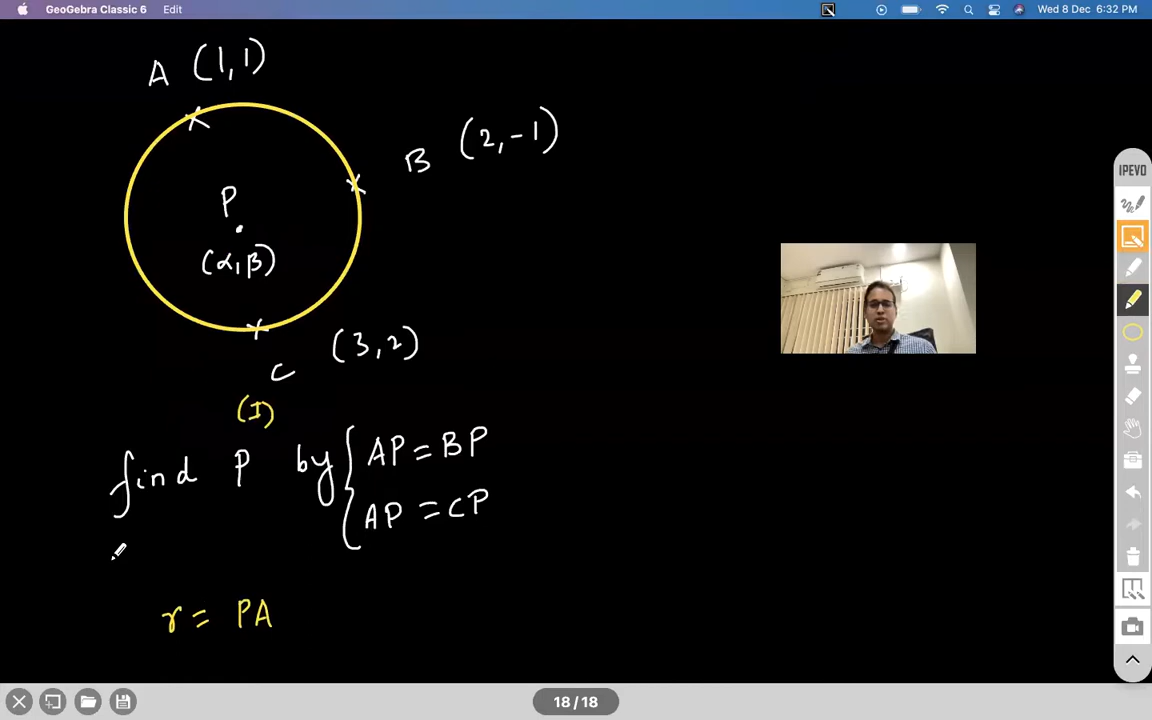 GeoGebra Classic 6 Edit Wed 8 Dec 6:32 PM
A (1,1)
B (2,-1)
P
(α,β)
C (3,2)
(I)
find P by { AP = BP
AP = CP
r = PA
IPEVO
18/18